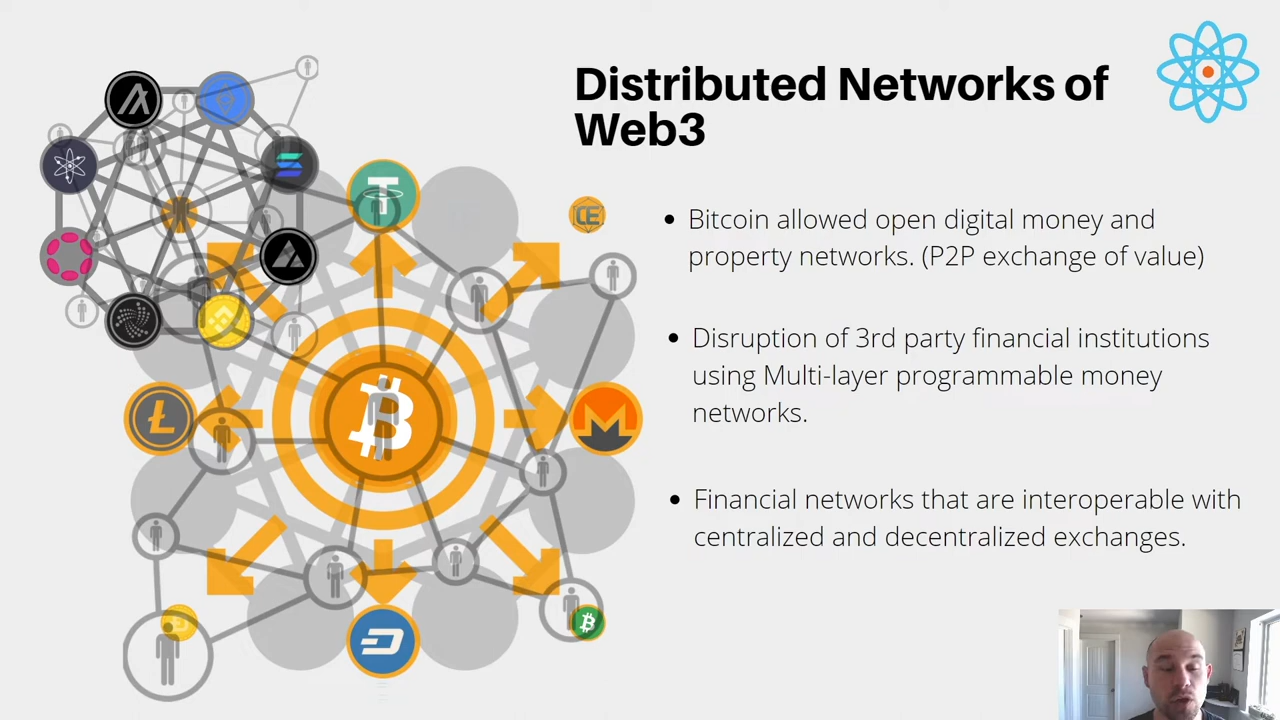 Distributed Networks of
Web3
CE
Bitcoin allowed open digital money and
property networks. (P2P exchange of value)
Disruption of 3rd party financial institutions
using Multi-layer programmable money
networks.
Financial networks that are interoperable with
centralized and decentralized exchanges.